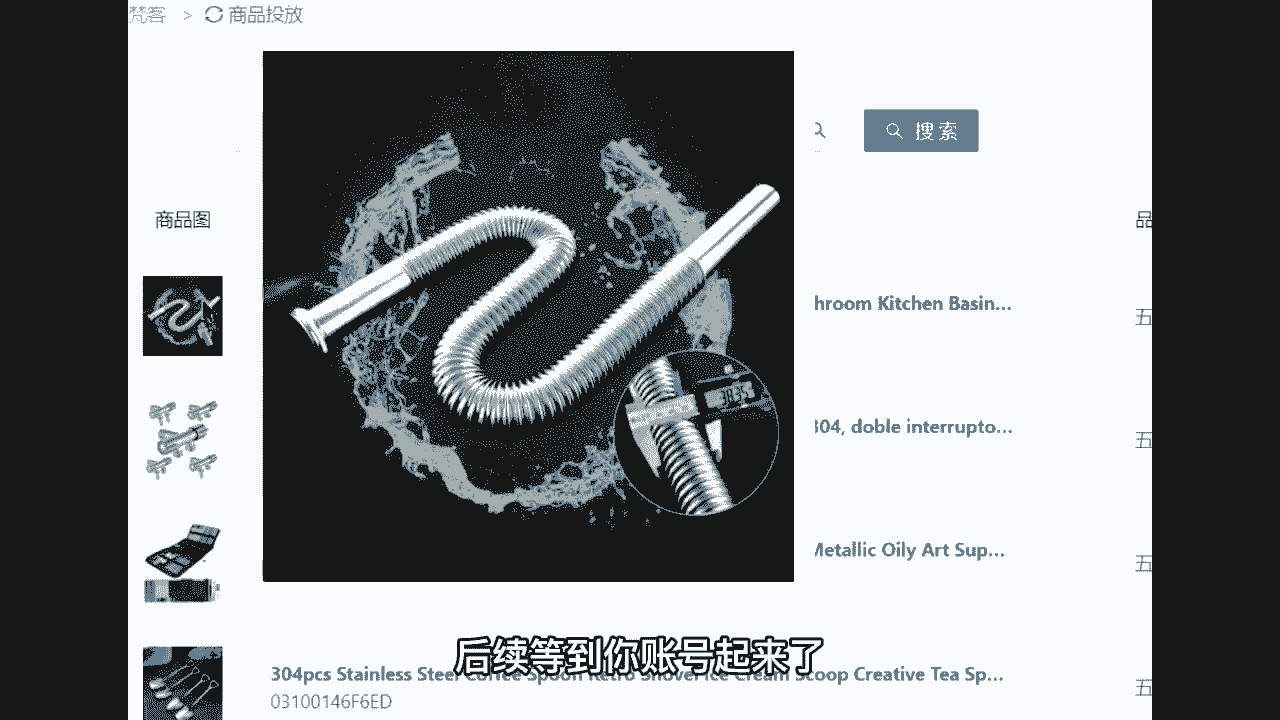 梵客 > 商品投放
搜索
商品图
品
hroom Kitchen Basin...
五
304, doble interrupto...
五
Metallic Oily Art Sup...
五
后续等到你账号起来了
304pcs Stainless Steel Coffee Spoon Retro Shovel Ice Cream Scoop Creative Tea Sp...
五
03100146F6ED